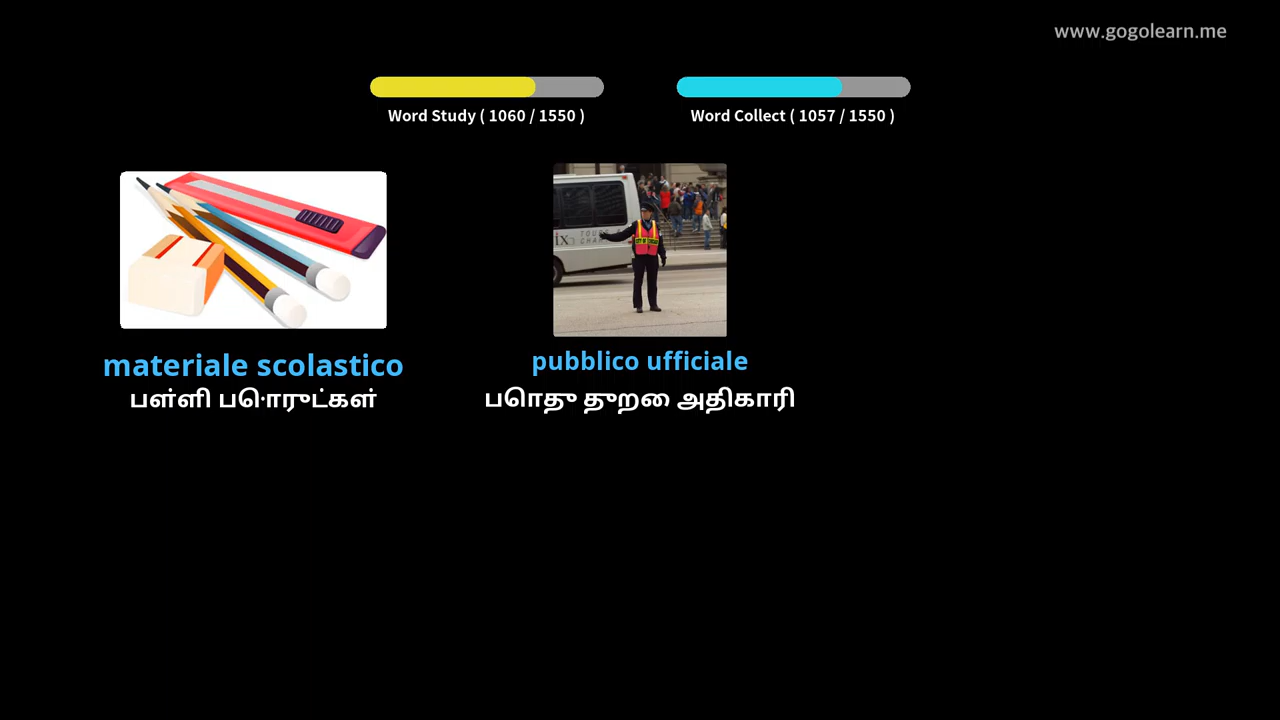 www.gogolearn.me
Word Study ( 1060 / 1550 )
Word Collect ( 1057 / 1550 )
materiale scolastico
பள்ளி பொருட்கள்
pubblico ufficiale
பொது துறை அதிகாரி